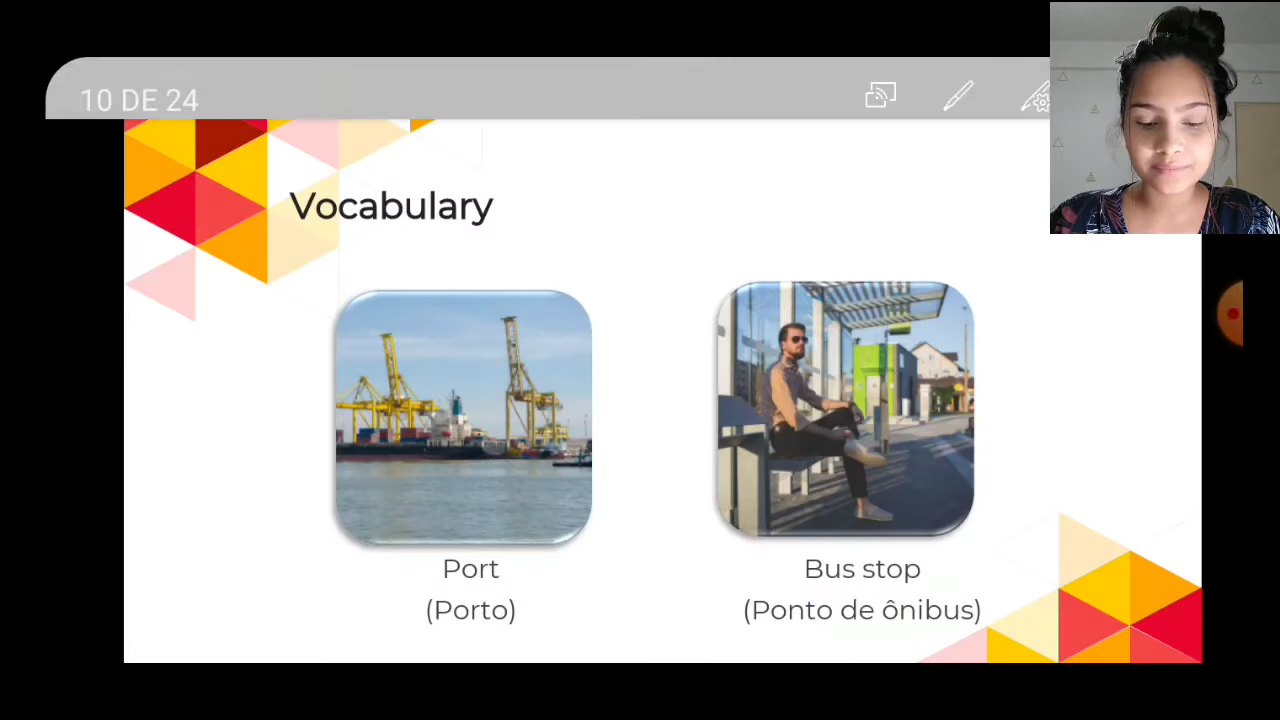 10 DE 24
Vocabulary
Port
(Porto)
Bus stop
(Ponto de ônibus)